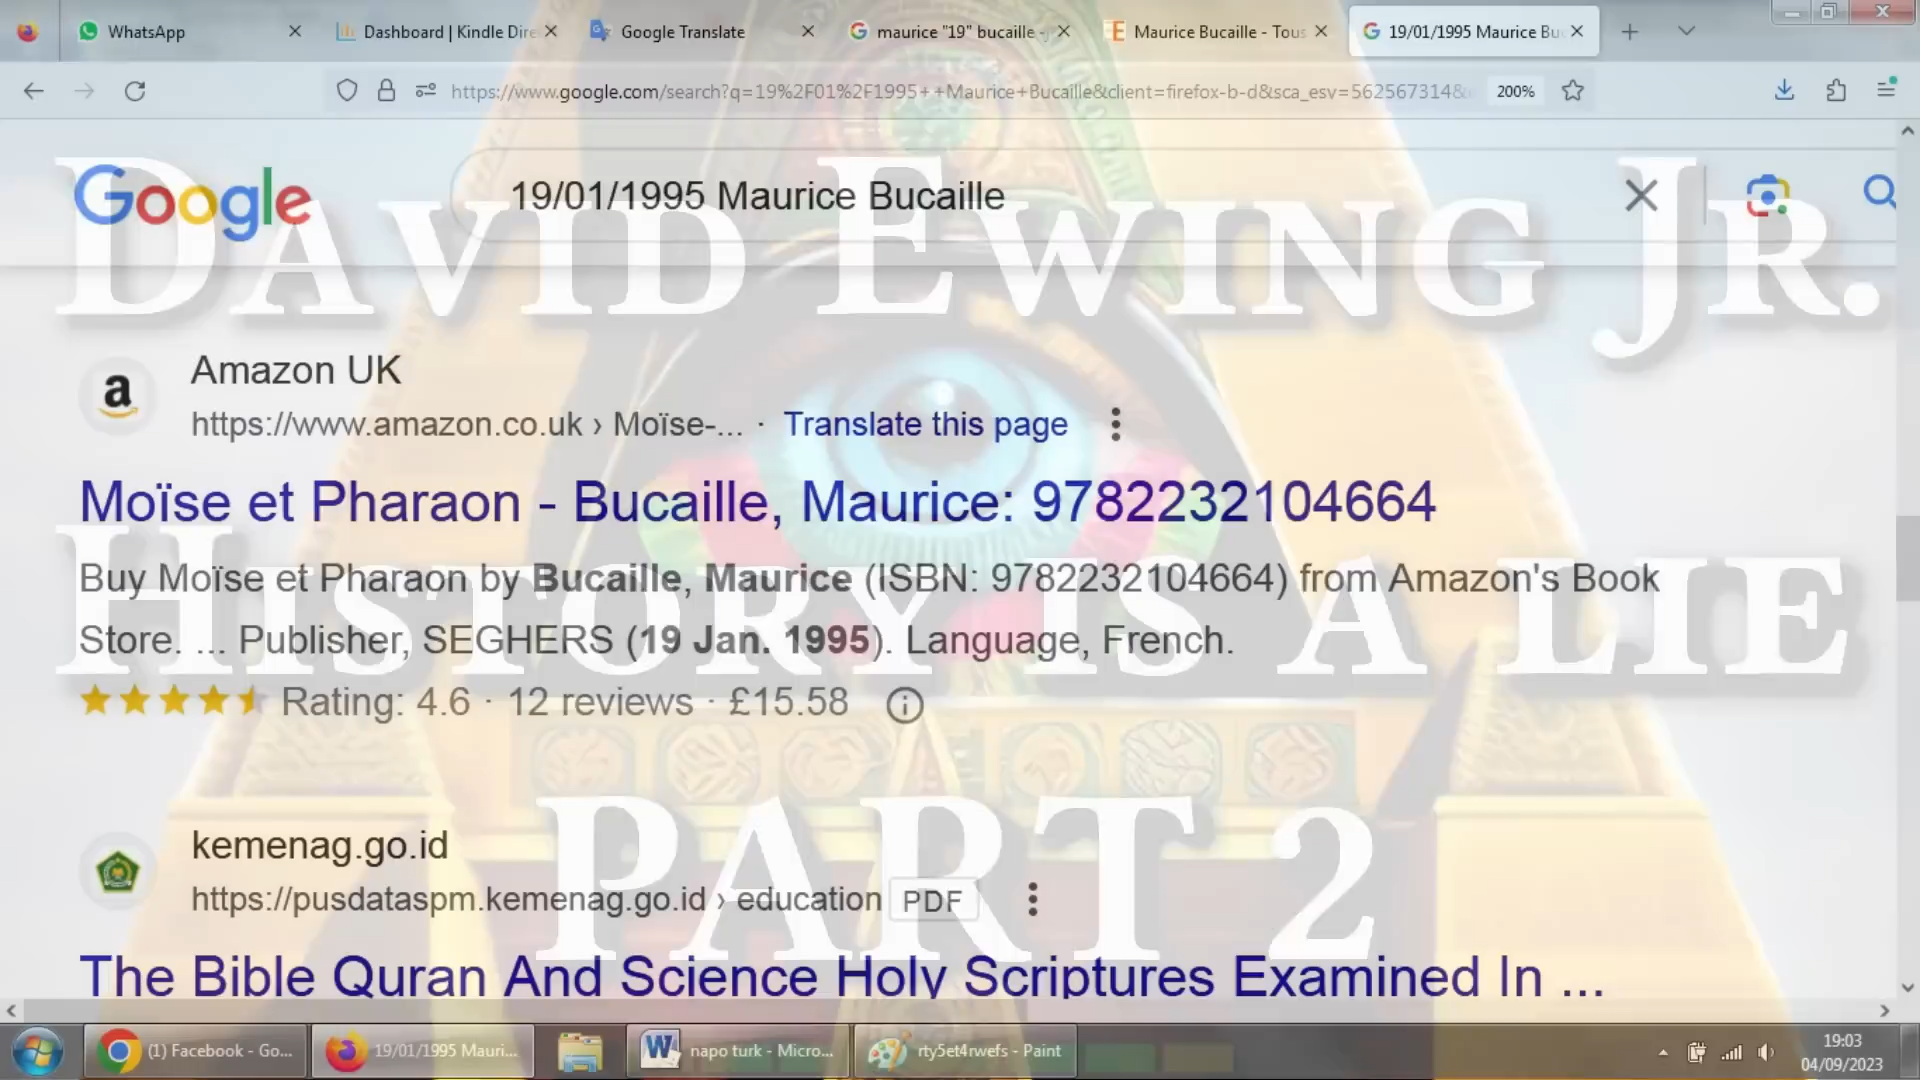 WhatsApp
Dashboard | Kindle Dire
Google Translate
maurice "19" bucaille -
Maurice Bucaille - Tous
19/01/1995 Maurice Buc
https://www.google.com/search?q=19%2F01%2F1995++Maurice+Bucaille&client=firefox-b-d&sca_esv=562567314&
200%
Google
19/01/1995 Maurice Bucaille
DAVID EWING JR.
Amazon UK
https://www.amazon.co.uk › Moïse-... · Translate this page
Moïse et Pharaon - Bucaille, Maurice: 9782232104664
HISTORY IS A LIE
Buy Moïse et Pharaon by Bucaille, Maurice (ISBN: 9782232104664) from Amazon's Book
Store. ... Publisher, SEGHERS (19 Jan. 1995). Language, French.
Rating: 4.6 · 12 reviews · £15.58
PART 2
kemenag.go.id
https://pusdataspm.kemenag.go.id › education PDF
The Bible Quran And Science Holy Scriptures Examined In ...
(1) Facebook - Go...
19/01/1995 Mauri...
napo turk - Micro...
rty5et4rwefs - Paint
19:03
04/09/2023